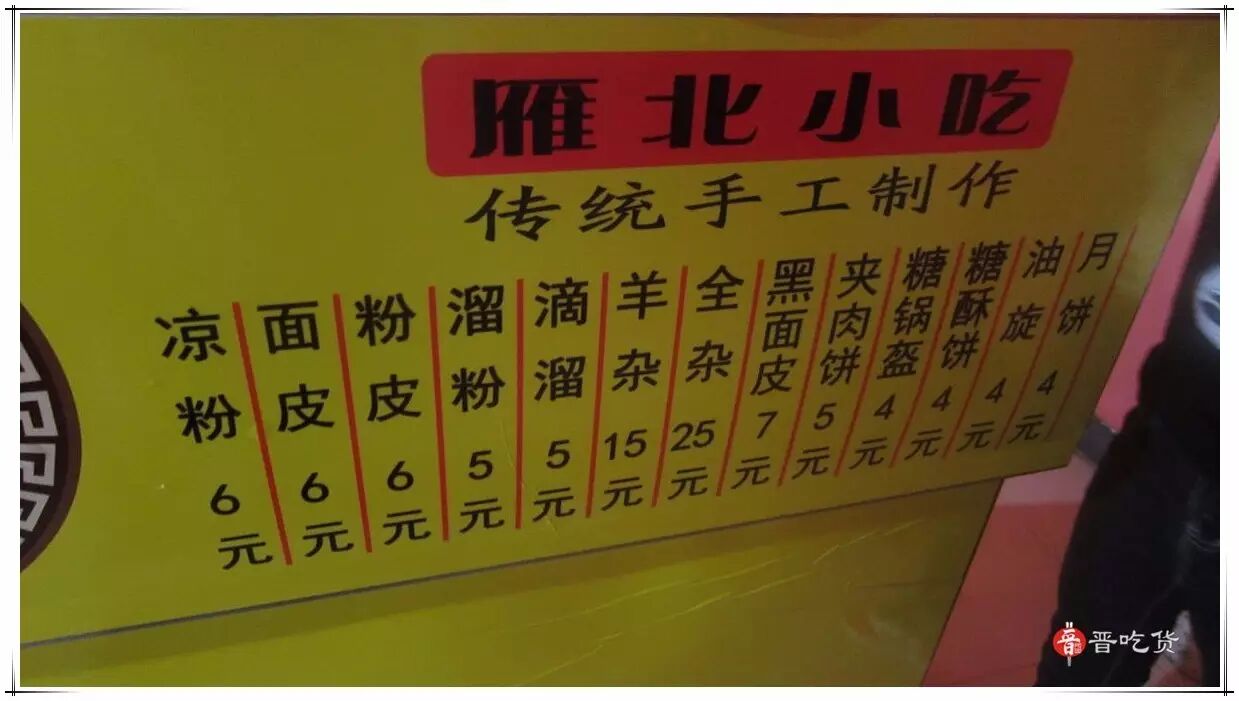 雁北小吃
传统手工制作
凉粉 6元
面皮 6元
粉皮 6元
溜粉 5元
滴溜 5元
羊杂 15元
全杂 25元
黑面皮 7元
夹肉饼 5元
糖锅盔 4元
糖酥饼 4元
油旋 4元
月饼 4元
晋 晋吃货